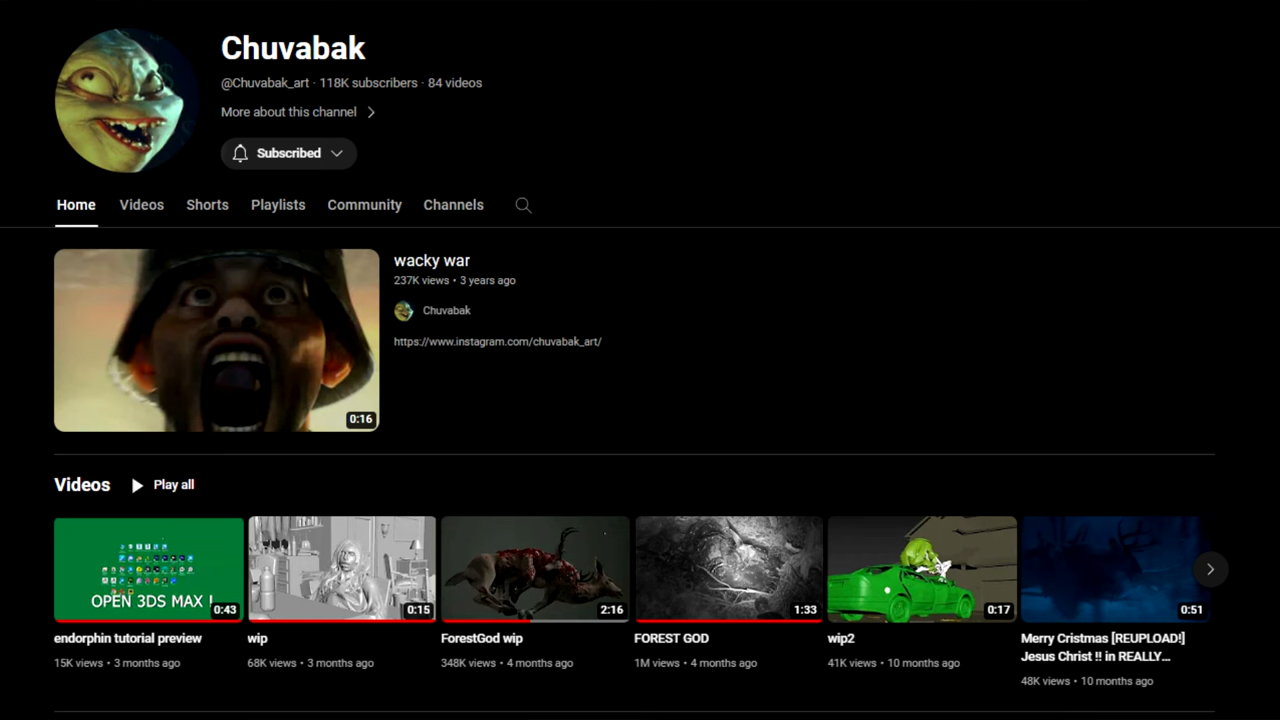 Chuvabak
@Chuvabak_art · 118K subscribers · 84 videos
More about this channel
Subscribed
Home Videos Shorts Playlists Community Channels
0:16
wacky war
237K views • 3 years ago
Chuvabak
https://www.instagram.com/chuvabak_art/
Videos Play all
OPEN 3DS MAX !
0:43
endorphin tutorial preview
15K views • 3 months ago
0:15
wip
68K views • 3 months ago
2:16
ForestGod wip
348K views • 4 months ago
1:33
FOREST GOD
1M views • 4 months ago
0:17
wip2
41K views • 10 months ago
0:51
Merry Cristmas [REUPLOAD!]
Jesus Christ !! in REALLY...
48K views • 10 months ago